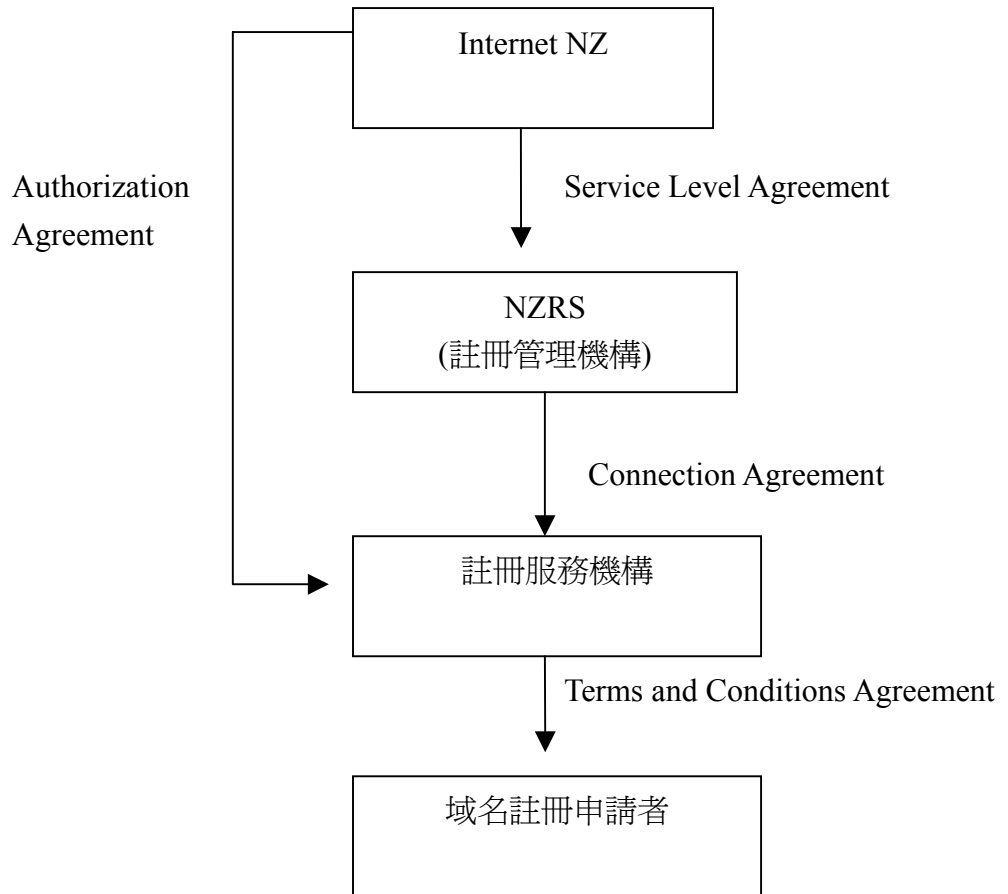 Internet NZ
Authorization
Agreement
Service Level Agreement
NZRS
(註冊管理機構)
Connection Agreement
註冊服務機構
Terms and Conditions Agreement
域名註冊申請者